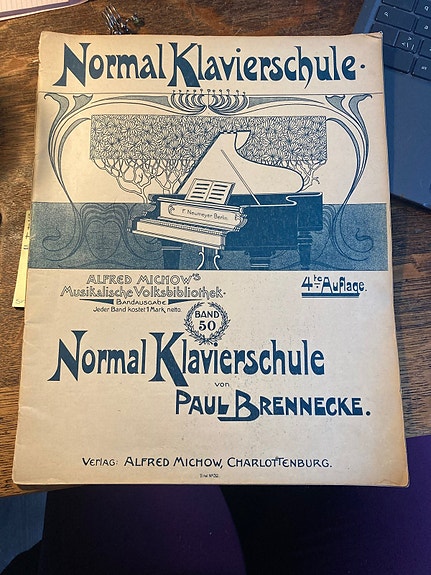 Normal Klavierschule.
F. Neumeyer Berlin.
ALFRED MICHOW'S
Musikalische Volksbibliothek.
BANDAUSGABE
Jeder Band kostet 1 Mark, netto.
4te Auflage.
BAND
50
Normal Klavierschule
von
PAUL BRENNECKE.
Verlag: ALFRED MICHOW, CHARLOTTENBURG.